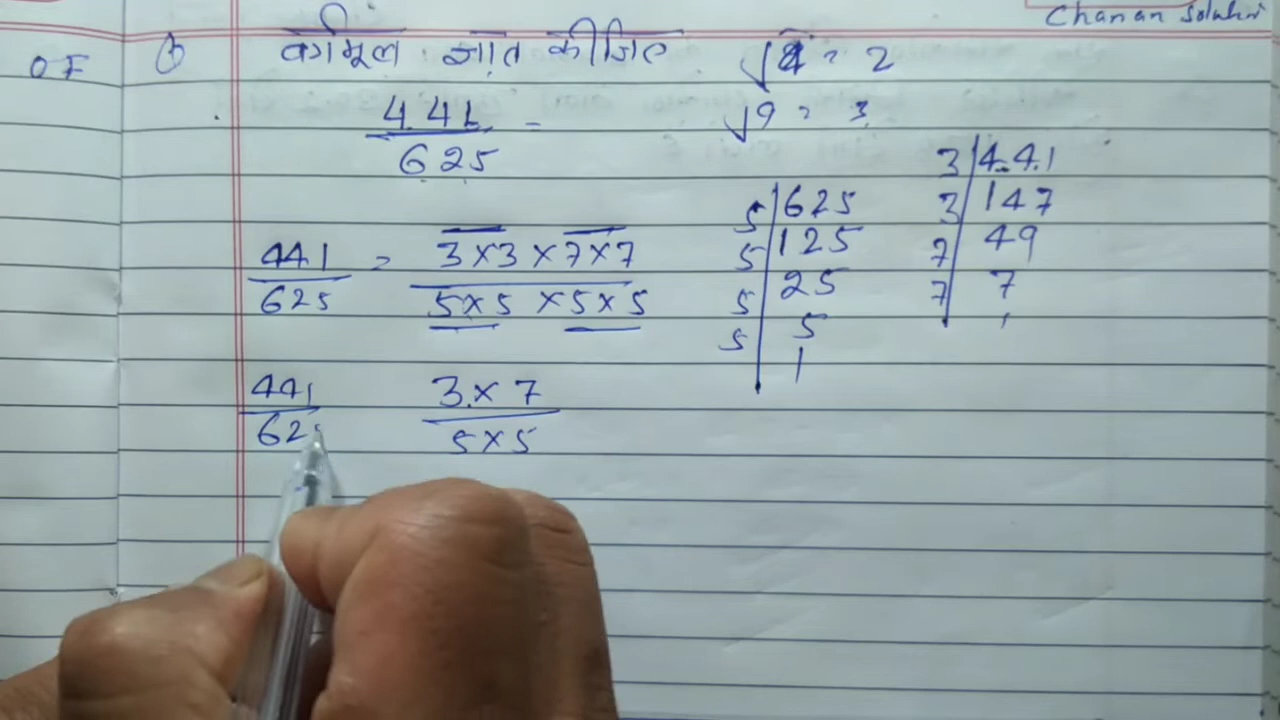 Chanan Solution
OF
① वर्गमूल ज्ञात कीजिए √4 = 2
441/625 = √9 = 3
3 | 441
5 | 625 3 | 147
441/625 = 3×3×7×7/5×5×5×5 5 | 125 7 | 49
5 | 25 7 | 7
5 | 5 1
1
441/625 3×7/5×5